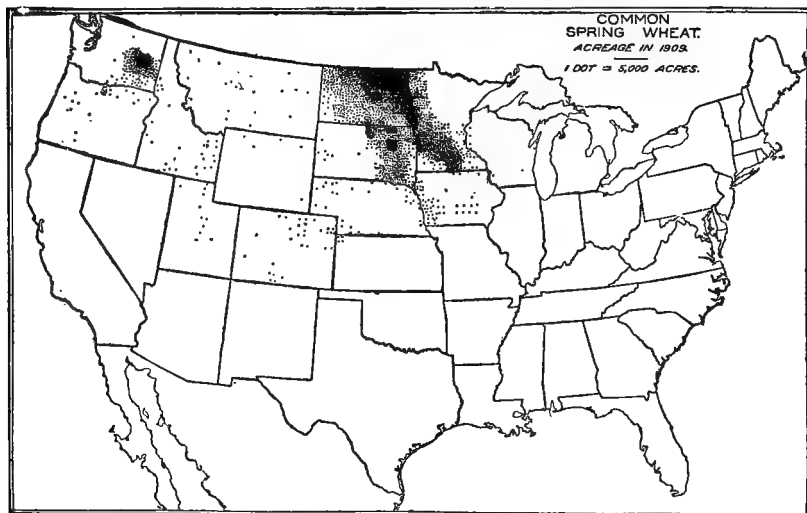 COMMON
SPRING WHEAT.
ACREAGE IN 1909.
1 DOT = 5,000 ACRES.